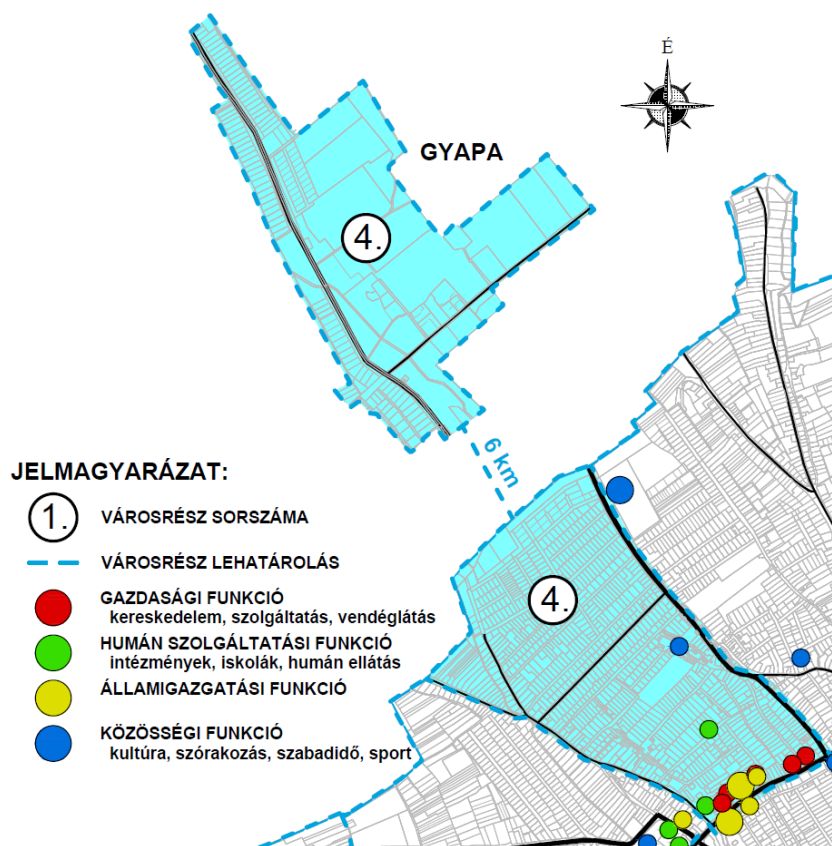 É
GYAPA
4.
6 km
JELMAGYARÁZAT:
1. VÁROSRÉSZ SORSZÁMA
VÁROSRÉSZ LEHATÁROLÁS
GAZDASÁGI FUNKCIÓ
kereskedelem, szolgáltatás, vendéglátás
HUMÁN SZOLGÁLTATÁSI FUNKCIÓ
intézmények, iskolák, humán ellátás
ÁLLAMIGAZGATÁSI FUNKCIÓ
KÖZÖSSÉGI FUNKCIÓ
kultúra, szórakozás, szabadidő, sport
4.